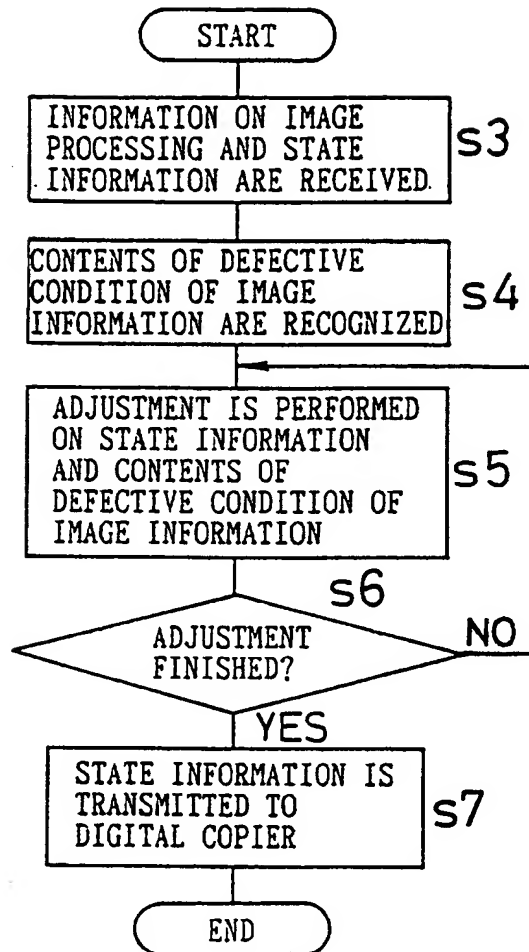 START
INFORMATION ON IMAGE
PROCESSING AND STATE
INFORMATION ARE RECEIVED.
s3
CONTENTS OF DEFECTIVE
CONDITION OF IMAGE
INFORMATION ARE RECOGNIZED
s4
ADJUSTMENT IS PERFORMED
ON STATE INFORMATION
AND CONTENTS OF
DEFECTIVE CONDITION OF
IMAGE INFORMATION
s5
s6
ADJUSTMENT
FINISHED?
NO
YES
STATE INFORMATION IS
TRANSMITTED TO
DIGITAL COPIER
s7
END